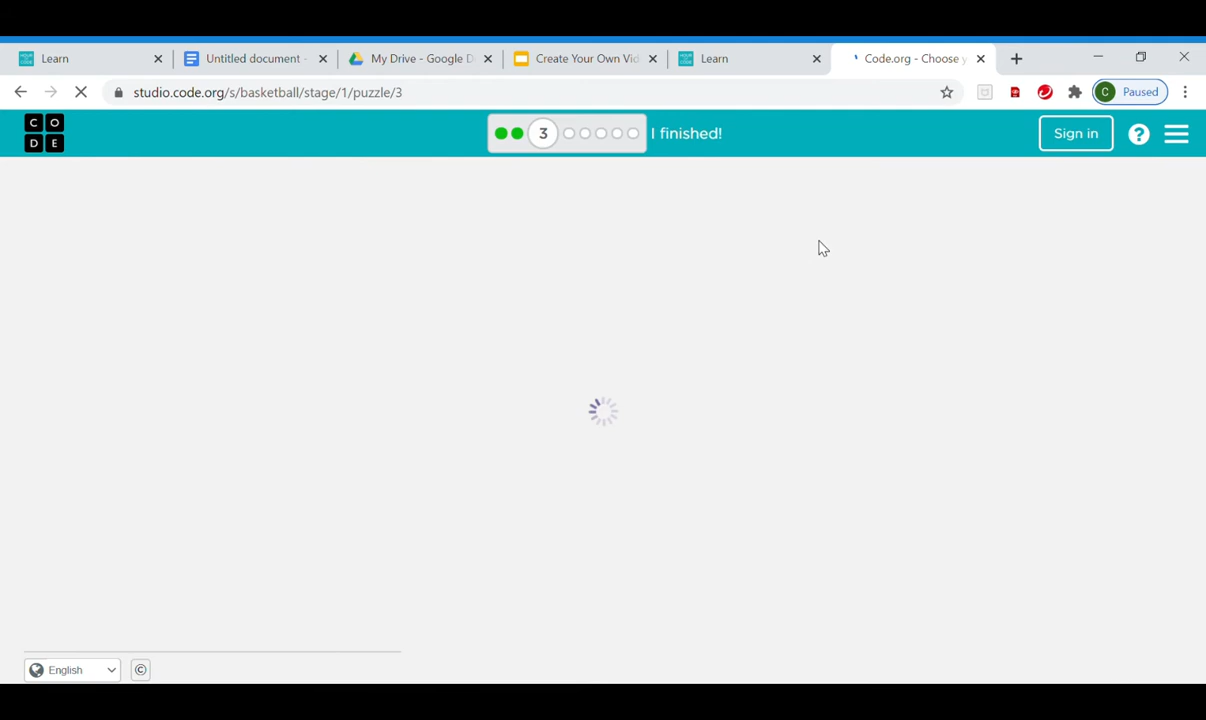 Learn
Untitled document -
My Drive - Google D
Create Your Own Vid
Learn
Code.org - Choose y
studio.code.org/s/basketball/stage/1/puzzle/3
C
Paused
C O
D E
3
I finished!
Sign in
?
English
©